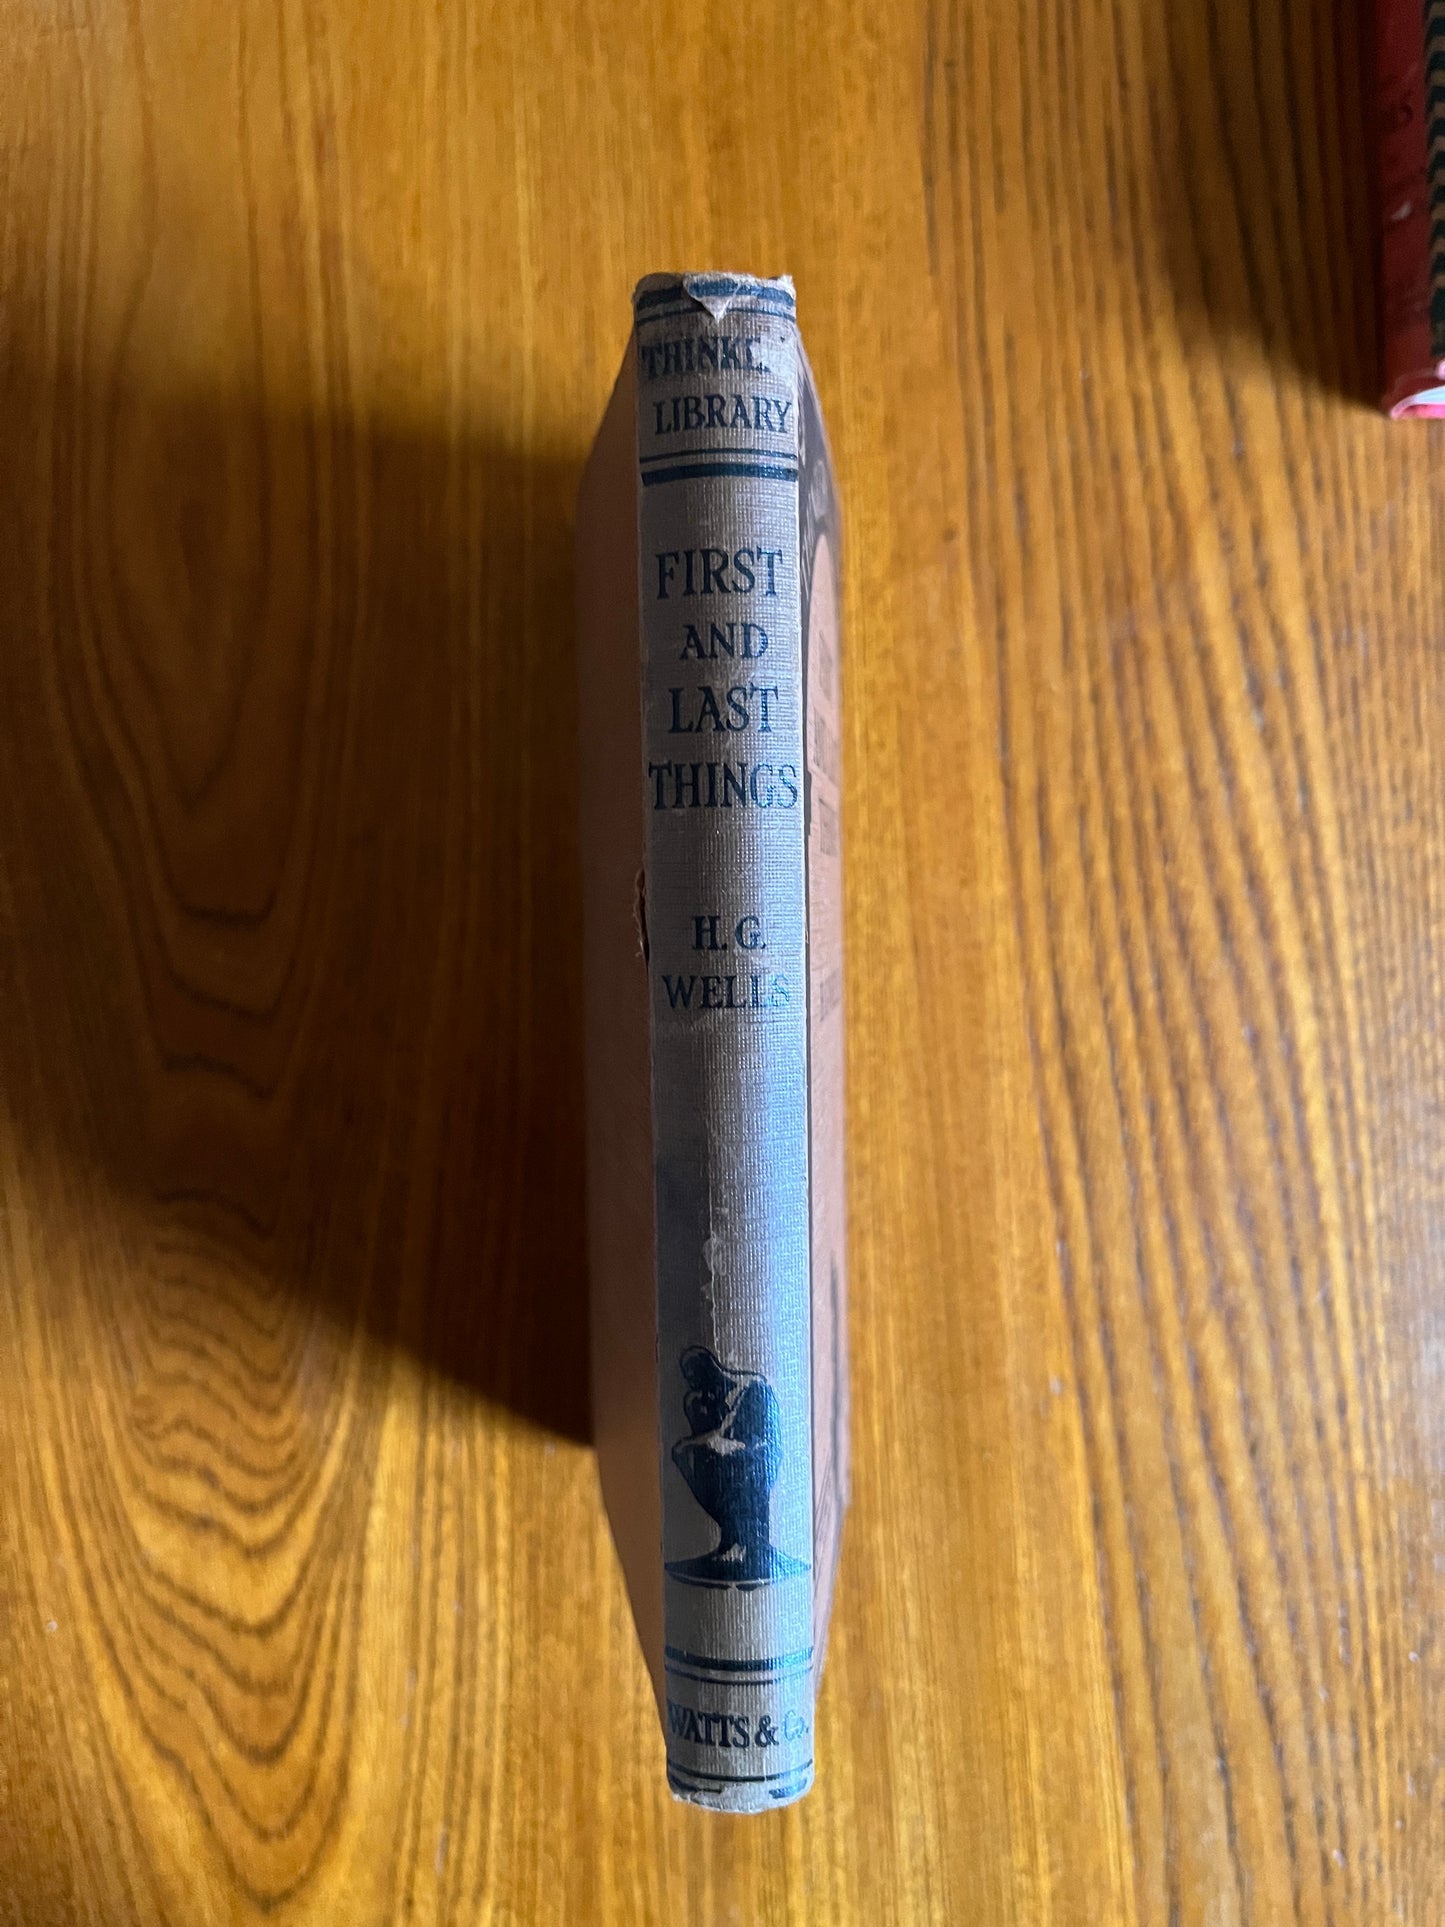 LIBRARY
FIRST
AND
LAST
THINGS
H. G.
WELLS
WATTS & Co.